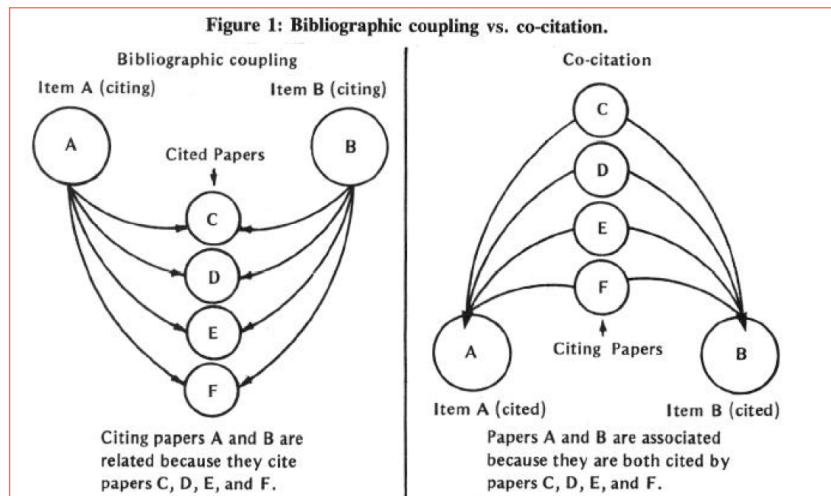 Figure 1: Bibliographic coupling vs. co-citation.
Bibliographic coupling
Item A (citing)
Item B (citing)
A
B
Cited Papers
C
D
E
F
Citing papers A and B are
related because they cite
papers C, D, E, and F.
Co-citation
C
D
E
F
A
Citing Papers
B
Item A (cited)
Item B (cited)
Papers A and B are associated
because they are both cited by
papers C, D, E, and F.